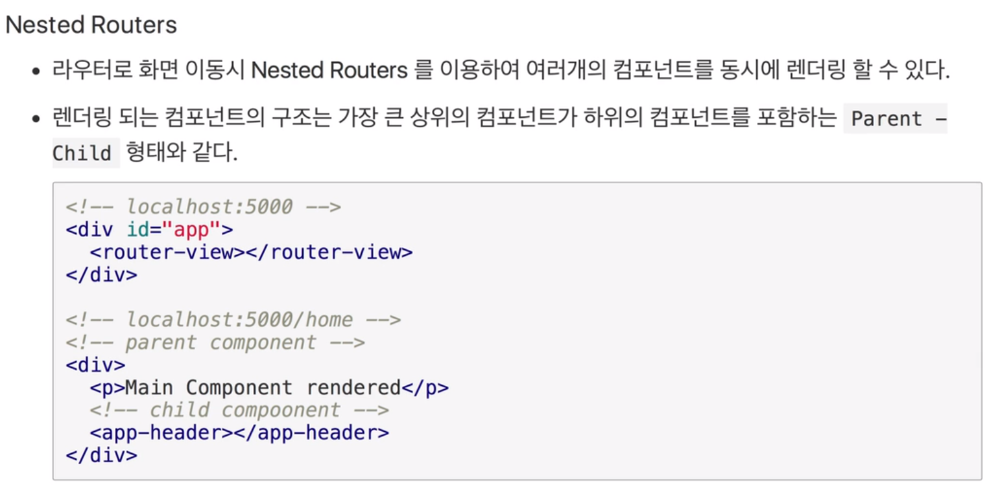 Nested Routers
• 라우터로 화면 이동시 Nested Routers 를 이용하여 여러개의 컴포넌트를 동시에 렌더링 할 수 있다.
• 렌더링 되는 컴포넌트의 구조는 가장 큰 상위의 컴포넌트가 하위의 컴포넌트를 포함하는 Parent -
Child 형태와 같다.
<!-- localhost:5000 -->
<div id="app">
  <router-view></router-view>
</div>

<!-- localhost:5000/home -->
<!-- parent component -->
<div>
  <p>Main Component rendered</p>
  <!-- child compoonent -->
  <app-header></app-header>
</div>